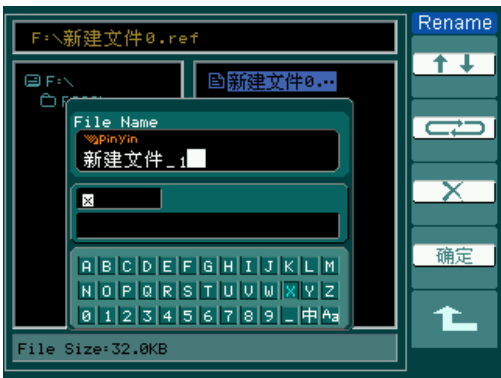 Rename
F:\新建文件0.ref
F:\
新建文件0.…
File Name
PinYin
新建文件_1
x
A B C D E F G H I J K L M
N O P Q R S T U V W X Y Z
0 1 2 3 4 5 6 7 8 9 _ 中 Aa
确定
File Size:32.0KB